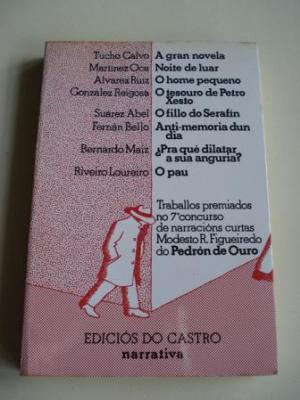 Tucho Calvo A gran novela
Martínez Oca Noite de luar
Alvarez Ruiz O home pequeno
González Reigosa O tesouro de Petro
Xesto
Suárez Abel O fillo do Serafín
Fernán Bello Anti-memoria dun
día
Bernardo Maiz ¿Pra qué dilatar
a súa anguria?
Riveiro Loureiro O pau
Traballos premiados
no 7º concurso
de narracións curtas
Modesto R. Figueiredo
do Pedrón de Ouro
EDICIÓS DO CASTRO
narrativa